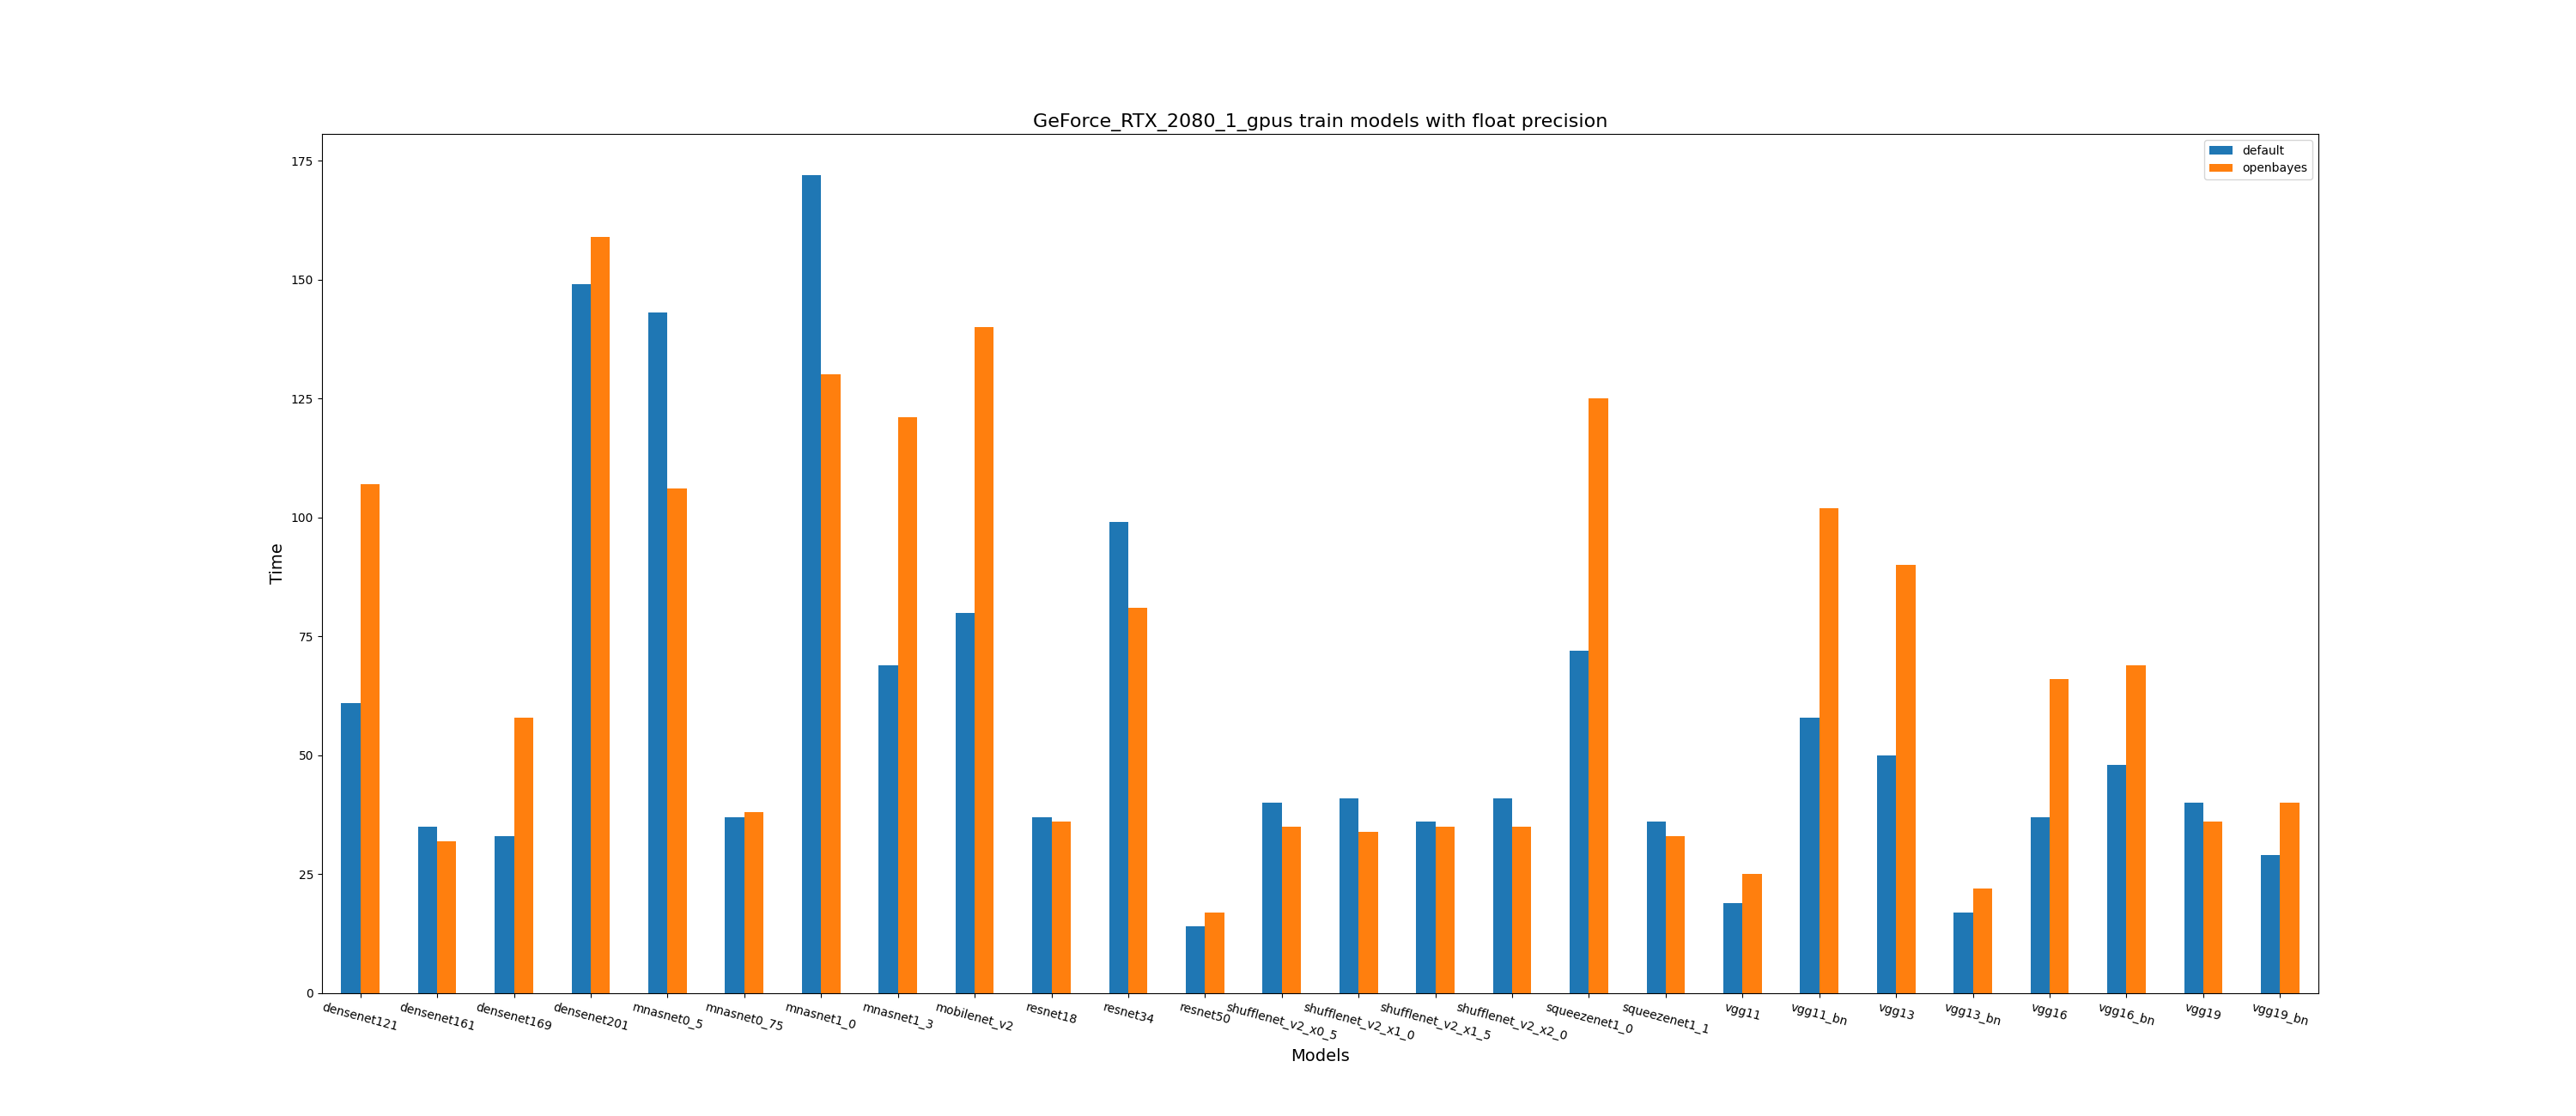 GeForce_RTX_2080_1_gpus train models with float precision
default
openbayes
175
150
125
100
75
50
25
0
Time
densenet121
densenet161
densenet169
densenet201
mnasnet0_5
mnasnet0_75
mnasnet1_0
mnasnet1_3
mobilenet_v2
resnet18
resnet34
resnet50
shufflenet_v2_x0_5
shufflenet_v2_x1_0
shufflenet_v2_x1_5
shufflenet_v2_x2_0
squeezenet1_0
squeezenet1_1
vgg11
vgg11_bn
vgg13
vgg13_bn
vgg16
vgg16_bn
vgg19
vgg19_bn
Models